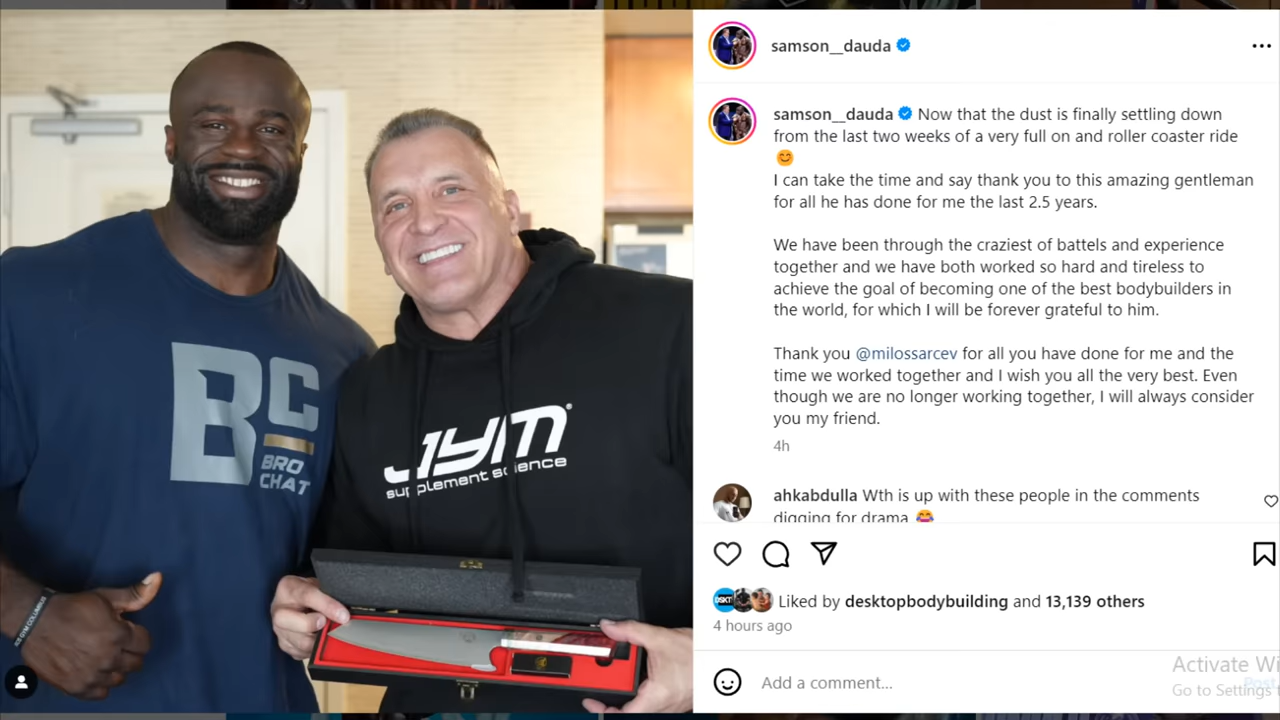 samson__dauda
samson__dauda Now that the dust is finally settling down
from the last two weeks of a very full on and roller coaster ride
😊
I can take the time and say thank you to this amazing gentleman
for all he has done for me the last 2.5 years.
We have been through the craziest of battels and experience
together and we have both worked so hard and tireless to
achieve the goal of becoming one of the best bodybuilders in
the world, for which I will be forever grateful to him.
Thank you @milossarcev for all you have done for me and the
time we worked together and I wish you all the very best. Even
though we are no longer working together, I will always consider
you my friend.
4h
ahkabdulla Wth is up with these people in the comments
digging for drama 😂
Liked by desktopbodybuilding and 13,139 others
4 hours ago
Add a comment...
Activate Wi
Go to Settings
Post
BC
BRO
CHAT
JYM
supplement science
DSKT